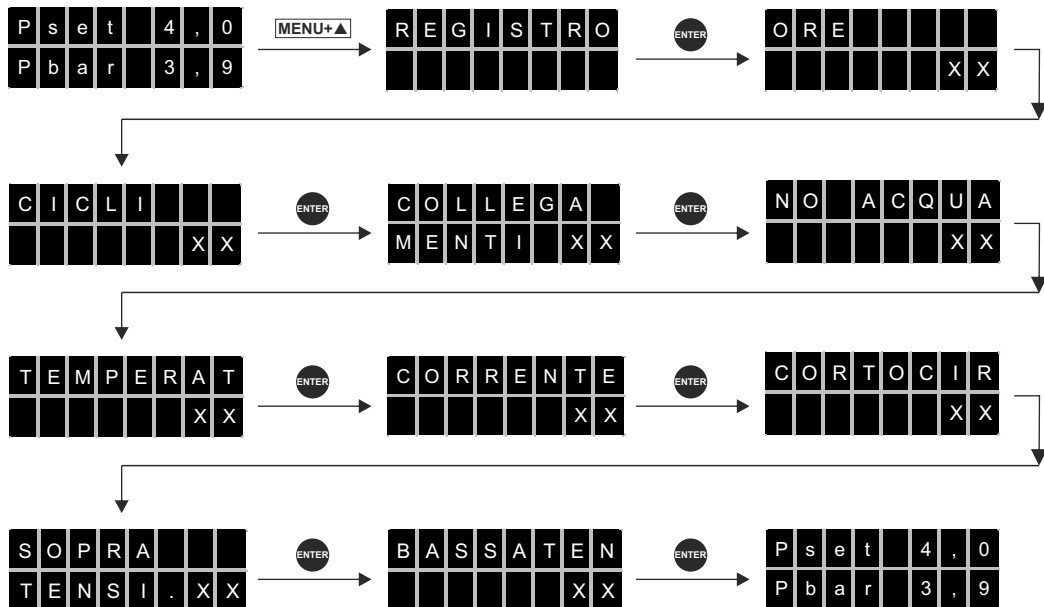 Pset 4,0
Pbar 3,9
MENU+▲
REGISTRO
ENTER
ORE
XX
CICLI
XX
ENTER
COLLEGA
MENTI XX
ENTER
NO ACQUA
XX
TEMPERAT
XX
ENTER
CORRENTE
XX
ENTER
CORTOCIR
XX
SOPRA
TENSI.XX
ENTER
BASSATEN
XX
ENTER
Pset 4,0
Pbar 3,9